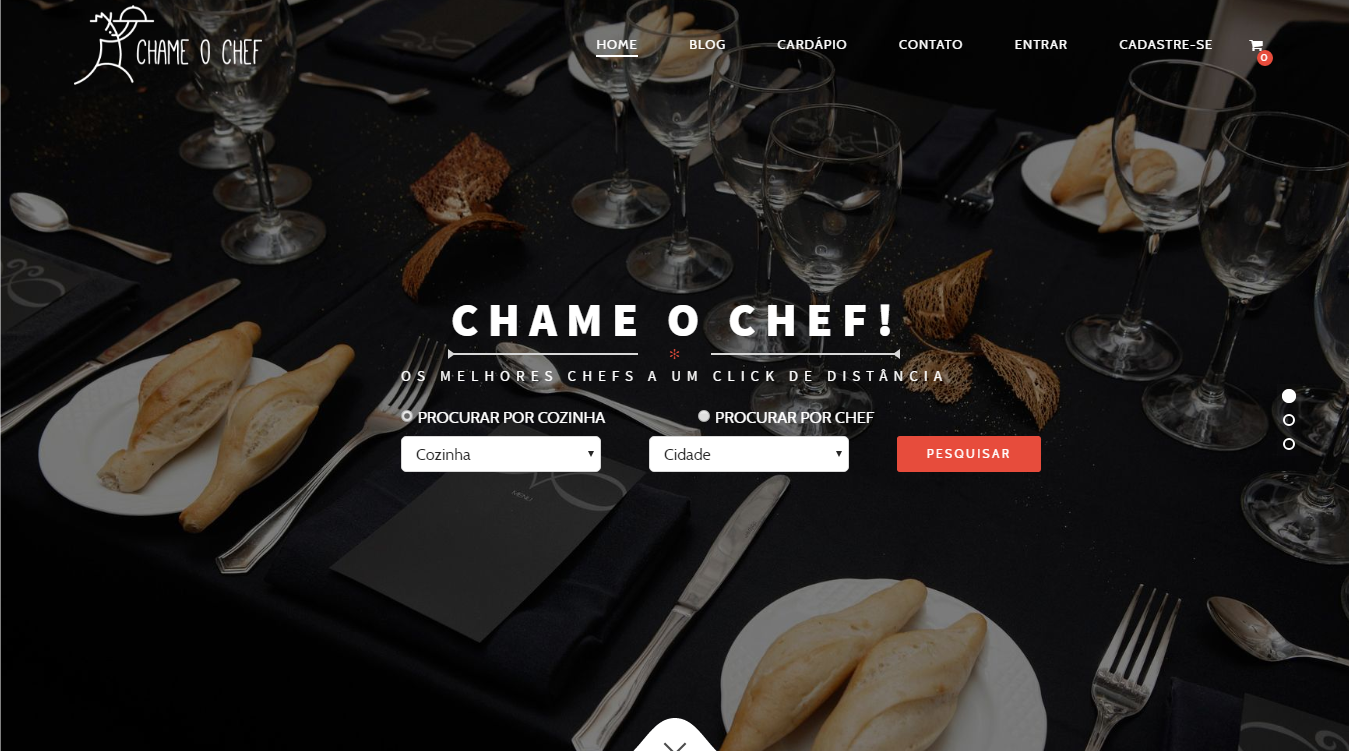 CHAME O CHEF
HOME BLOG CARDÁPIO CONTATO ENTRAR CADASTRE-SE
0
CHAME O CHEF!
OS MELHORES CHEFS A UM CLICK DE DISTÂNCIA
PROCURAR POR COZINHA PROCURAR POR CHEF
Cozinha Cidade PESQUISAR
MENU